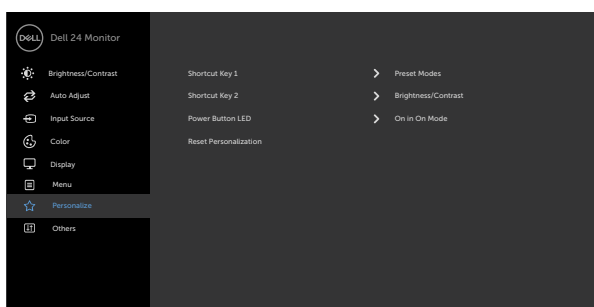 DELL Dell 24 Monitor
Brightness/Contrast
Auto Adjust
Input Source
Color
Display
Menu
Personalize
Others
Shortcut Key 1 Preset Modes
Shortcut Key 2 Brightness/Contrast
Power Button LED On in On Mode
Reset Personalization